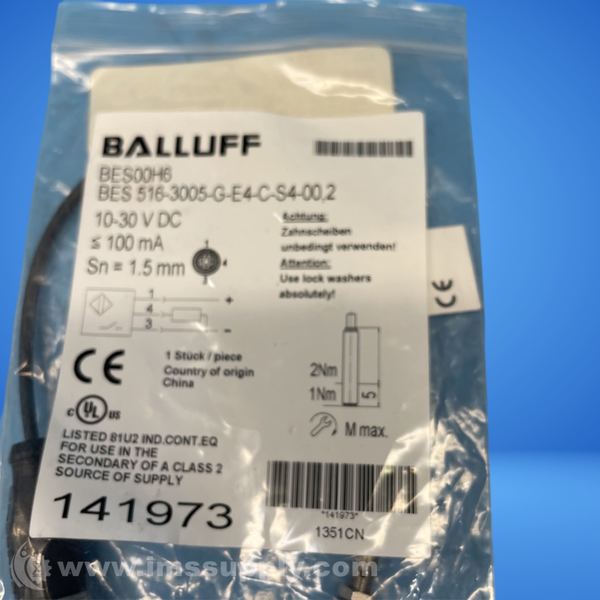 BALLUFF
BES00H6
BES 516-3005-G-E4-C-S4-00,2
10-30 V DC
≤ 100 mA
Sn = 1.5 mm
4
Achtung:
Zahnscheiben
unbedingt verwenden!
Attention:
Use lock washers
absolutely!
1 +
4
3 −
CE
CE
1 Stück / piece
Country of origin
China
2Nm
1Nm
5
M max.
c UL us
LISTED 81U2 IND.CONT.EQ
FOR USE IN THE
SECONDARY OF A CLASS 2
SOURCE OF SUPPLY
141973
*141973*
1351CN
www.imssupply.com